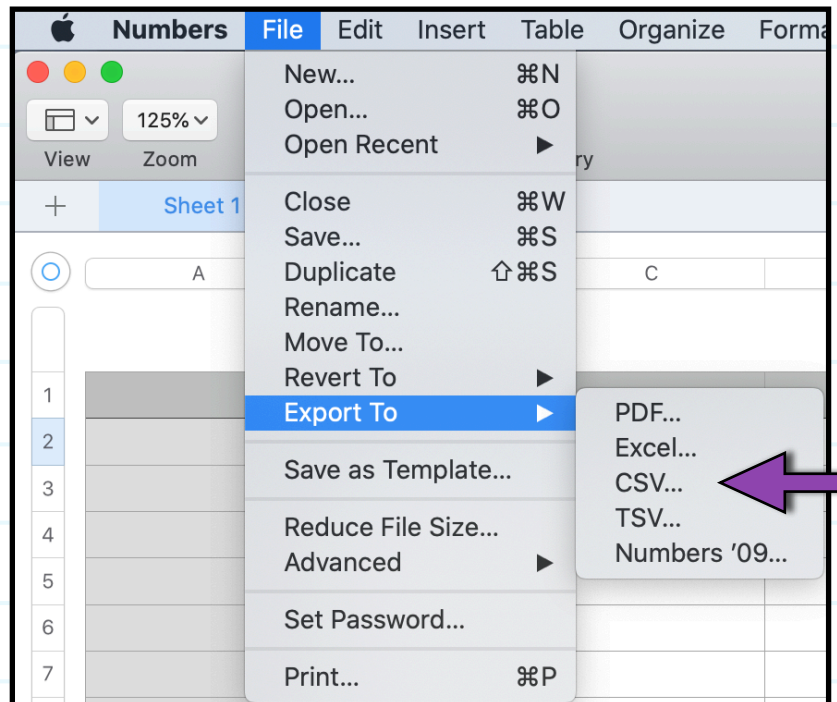 Numbers File Edit Insert Table Organize Forma
125%
View Zoom ry
+ Sheet 1
A C
New... ⌘N
Open... ⌘O
Open Recent ▶
Close ⌘W
Save... ⌘S
Duplicate ⇧⌘S
Rename...
Move To...
Revert To ▶
Export To ▶
Save as Template...
Reduce File Size...
Advanced ▶
Set Password...
Print... ⌘P
PDF...
Excel...
CSV...
TSV...
Numbers ’09...
1
2
3
4
5
6
7